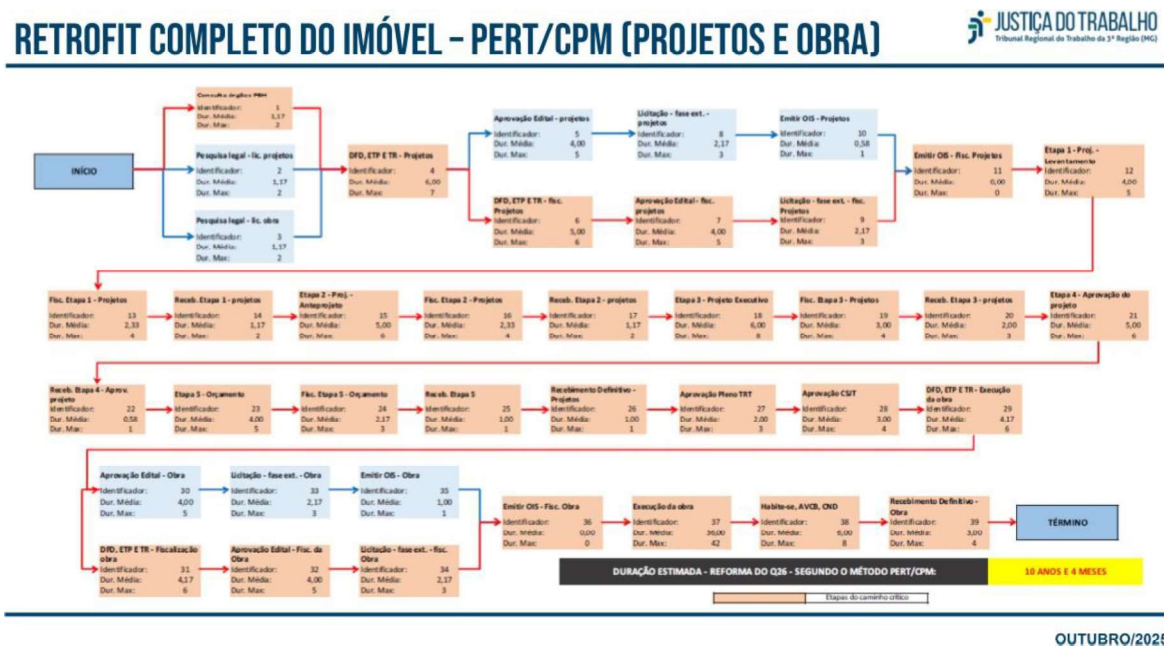 RETROFIT COMPLETO DO IMÓVEL – PERT/CPM (PROJETOS E OBRA)
JUSTIÇA DO TRABALHO
Tribunal Regional do Trabalho da 3ª Região (MG)
INÍCIO
Consulta órgãos PBH
Identificador: 1
Dur. Média: 1,17
Dur. Max: 2
Pesquisa legal - lic. projetos
Identificador: 2
Dur. Média: 1,17
Dur. Max: 2
Pesquisa legal - lic. obra
Identificador: 3
Dur. Média: 1,17
Dur. Max: 2
DFD, ETP E TR - Projetos
Identificador: 4
Dur. Média: 6,00
Dur. Max: 7
Aprovação Edital - projetos
Identificador: 5
Dur. Média: 4,00
Dur. Max: 5
Licitação - fase ext. -
projetos
Identificador: 8
Dur. Média: 2,17
Dur. Max: 3
Emitir OIS - Projetos
Identificador: 10
Dur. Média: 0,58
Dur. Max: 1
DFD, ETP E TR - fisc.
Projetos
Identificador: 6
Dur. Média: 5,00
Dur. Max: 6
Aprovação Edital - fisc.
projetos
Identificador: 7
Dur. Média: 4,00
Dur. Max: 5
Licitação - fase ext. - fisc.
Projetos
Identificador: 9
Dur. Média: 2,17
Dur. Max: 3
Emitir OIS - Fisc. Projetos
Identificador: 11
Dur. Média: 0,00
Dur. Max: 0
Etapa 1 - Proj. -
Levantamento
Identificador: 12
Dur. Média: 4,00
Dur. Max: 5
Fisc. Etapa 1 - Projetos
Identificador: 13
Dur. Média: 2,33
Dur. Max: 4
Receb. Etapa 1 - projetos
Identificador: 14
Dur. Média: 1,17
Dur. Max: 2
Etapa 2 - Proj. -
Anteprojeto
Identificador: 15
Dur. Média: 5,00
Dur. Max: 6
Fisc. Etapa 2 - Projetos
Identificador: 16
Dur. Média: 2,33
Dur. Max: 4
Receb. Etapa 2 - projetos
Identificador: 17
Dur. Média: 1,17
Dur. Max: 2
Etapa 3 - Projeto Executivo
Identificador: 18
Dur. Média: 6,00
Dur. Max: 8
Fisc. Etapa 3 - Projetos
Identificador: 19
Dur. Média: 3,00
Dur. Max: 4
Receb. Etapa 3 - projetos
Identificador: 20
Dur. Média: 2,00
Dur. Max: 3
Etapa 4 - Aprovação do
projeto
Identificador: 21
Dur. Média: 5,00
Dur. Max: 6
Receb. Etapa 4 - Aprov.
projeto
Identificador: 22
Dur. Média: 0,58
Dur. Max: 1
Etapa 5 - Orçamento
Identificador: 23
Dur. Média: 4,00
Dur. Max: 5
Fisc. Etapa 5 - Orçamento
Identificador: 24
Dur. Média: 2,17
Dur. Max: 3
Receb. Etapa 5
Identificador: 25
Dur. Média: 1,00
Dur. Max: 1
Recebimento Definitivo -
Projetos
Identificador: 26
Dur. Média: 1,00
Dur. Max: 1
Aprovação Pleno TRT
Identificador: 27
Dur. Média: 2,00
Dur. Max: 3
Aprovação CSJT
Identificador: 28
Dur. Média: 3,00
Dur. Max: 4
DFD, ETP E TR - Execução
da obra
Identificador: 29
Dur. Média: 4,17
Dur. Max: 6
Aprovação Edital - Obra
Identificador: 30
Dur. Média: 4,00
Dur. Max: 5
Licitação - fase ext. - Obra
Identificador: 33
Dur. Média: 2,17
Dur. Max: 3
Emitir OIS - Obra
Identificador: 35
Dur. Média: 1,00
Dur. Max: 1
DFD, ETP E TR - Fiscalização
obra
Identificador: 31
Dur. Média: 4,17
Dur. Max: 6
Aprovação Edital - Fisc. da
Obra
Identificador: 32
Dur. Média: 4,00
Dur. Max: 5
Licitação - fase ext. - fisc.
Obra
Identificador: 34
Dur. Média: 2,17
Dur. Max: 3
Emitir OIS - Fisc. Obra
Identificador: 36
Dur. Média: 0,00
Dur. Max: 0
Execução da obra
Identificador: 37
Dur. Média: 36,00
Dur. Max: 42
Habite-se, AVCB, CND
Identificador: 38
Dur. Média: 6,00
Dur. Max: 8
Recebimento Definitivo -
Obra
Identificador: 39
Dur. Média: 3,00
Dur. Max: 4
TÉRMINO
DURAÇÃO ESTIMADA - REFORMA DO Q26 - SEGUNDO O MÉTODO PERT/CPM:
10 ANOS E 4 MESES
Etapas do caminho crítico
OUTUBRO/2025